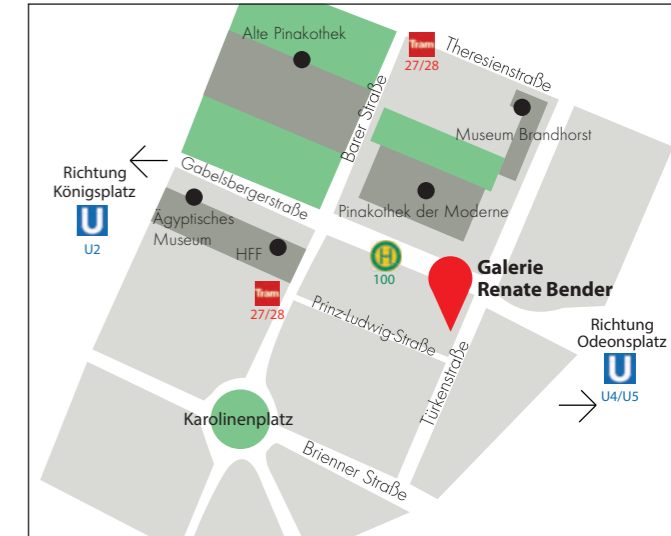 Alte Pinakothek
Tram
27/28
Theresienstraße
Barer Straße
Museum Brandhorst
Richtung
Königsplatz
U
U2
Gabelsbergerstraße
Pinakothek der Moderne
Ägyptisches
Museum
HFF
H
100
Galerie
Renate Bender
Tram
27/28
Prinz-Ludwig-Straße
Richtung
Odeonsplatz
U
U4/U5
Türkenstraße
Karolinenplatz
Brienner Straße